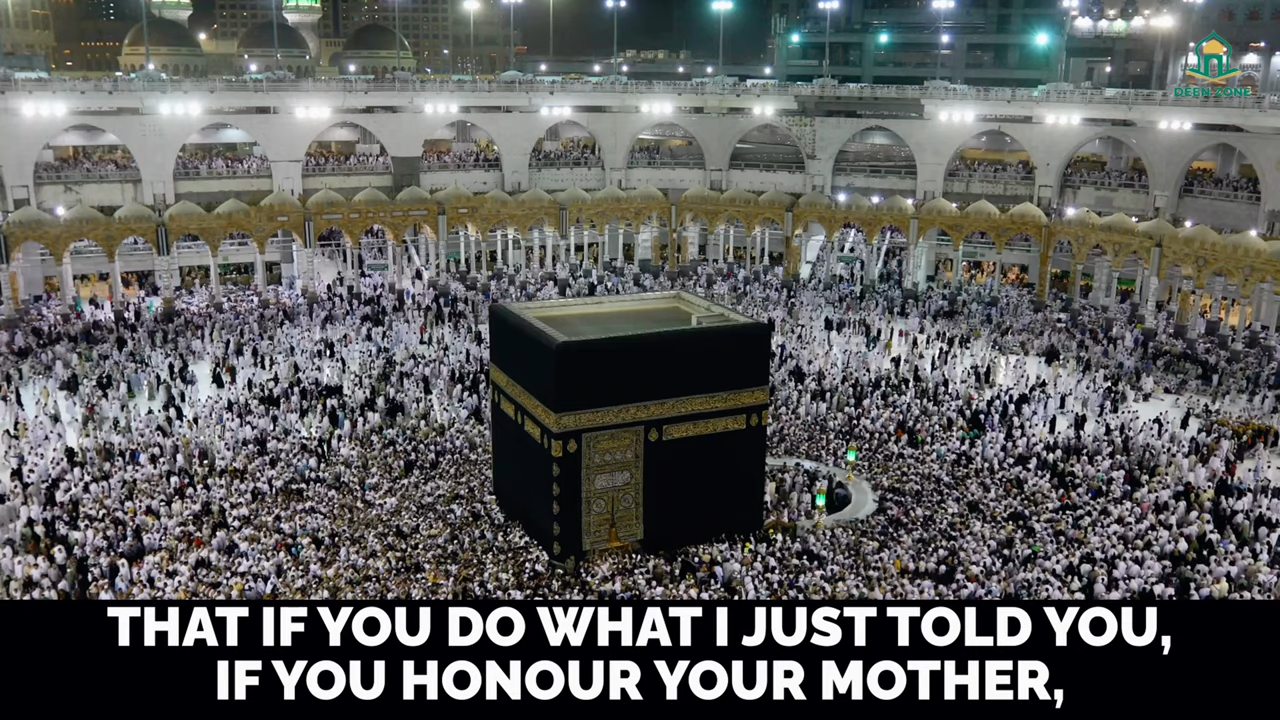 DEEN ZONE
THAT IF YOU DO WHAT I JUST TOLD YOU,
IF YOU HONOUR YOUR MOTHER,